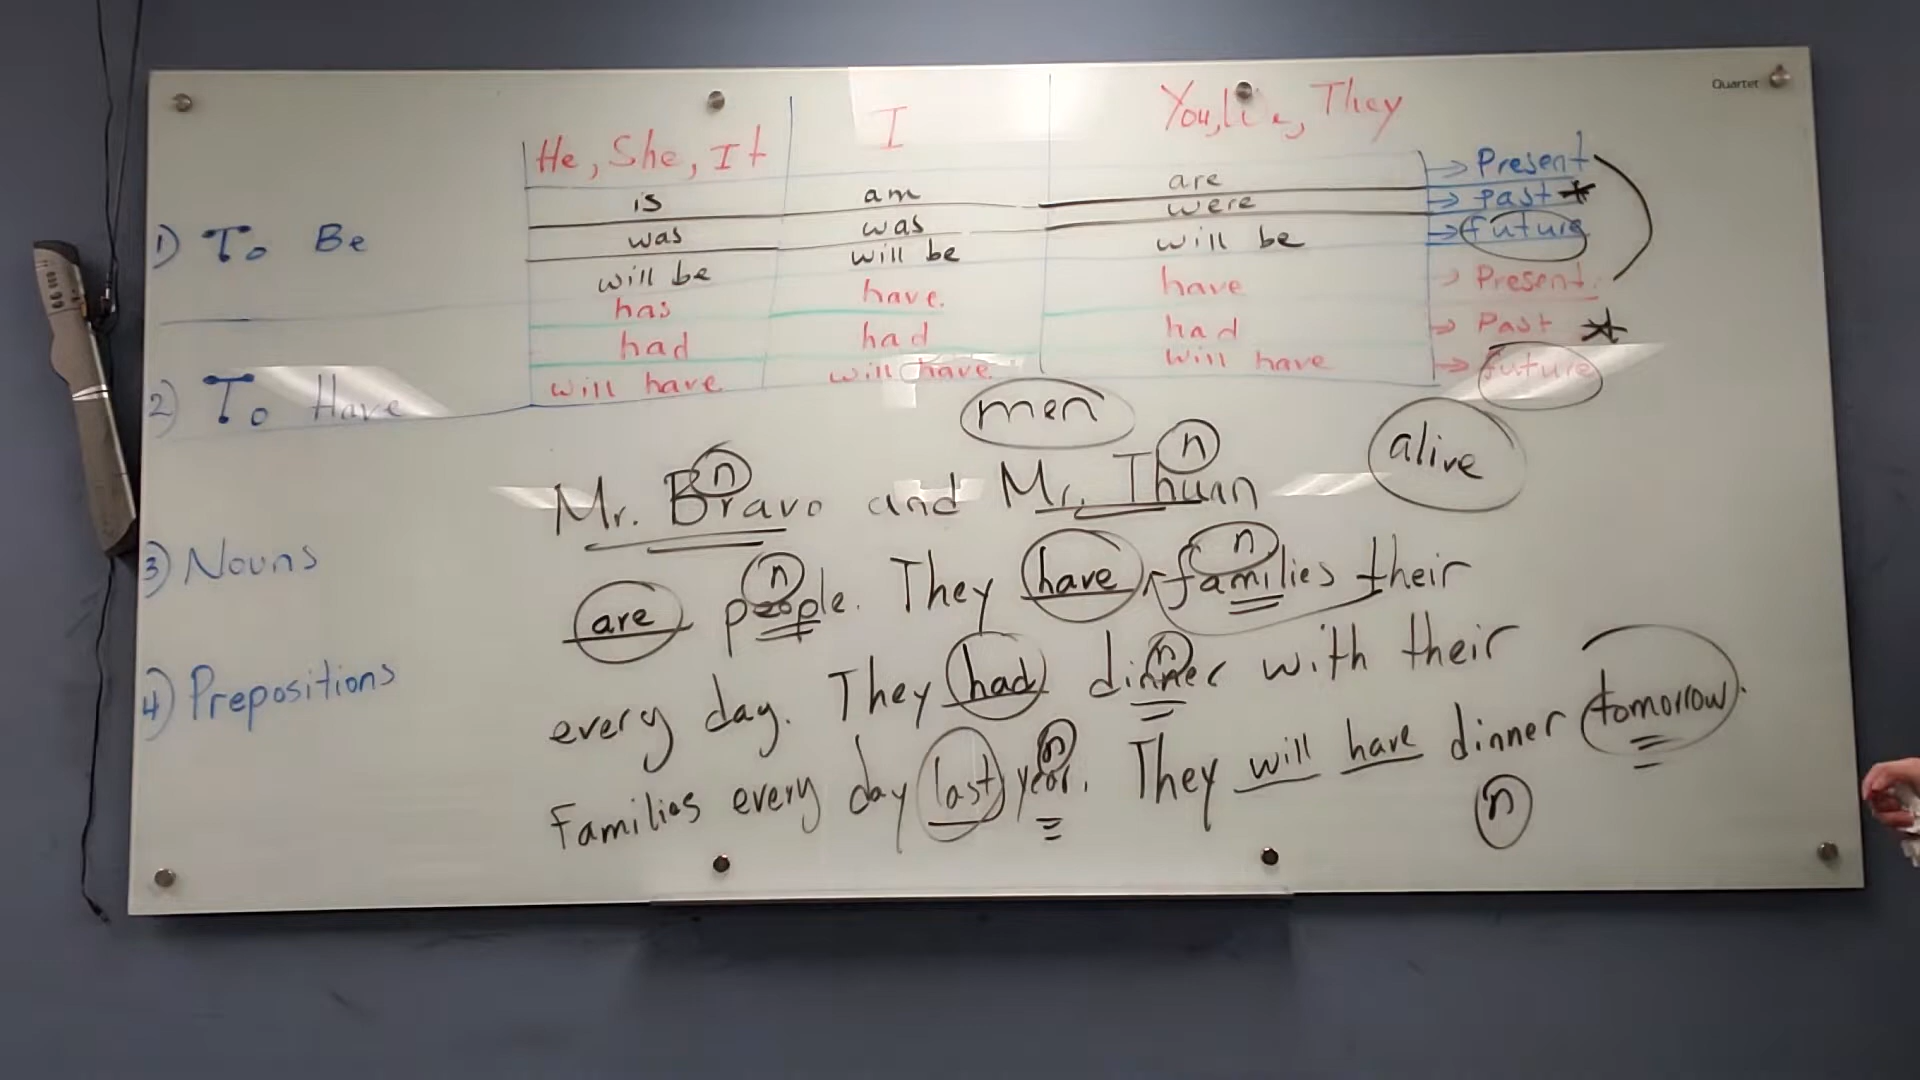 Quartet
He, She, It I You, They
is am are → Present
was was were → Past *
1) To Be
will be will be will be → future
has have. have → Present.
had had had → Past *
will have will have will have → future
2) To Have
men
alive
n n
Mr. Bravo and Mr. Thuan
3) Nouns
n n
are people. They have families their
4) Prepositions
n
every day. They had dinner with their
n
Families every day last year. They will have dinner tomorrow.
n